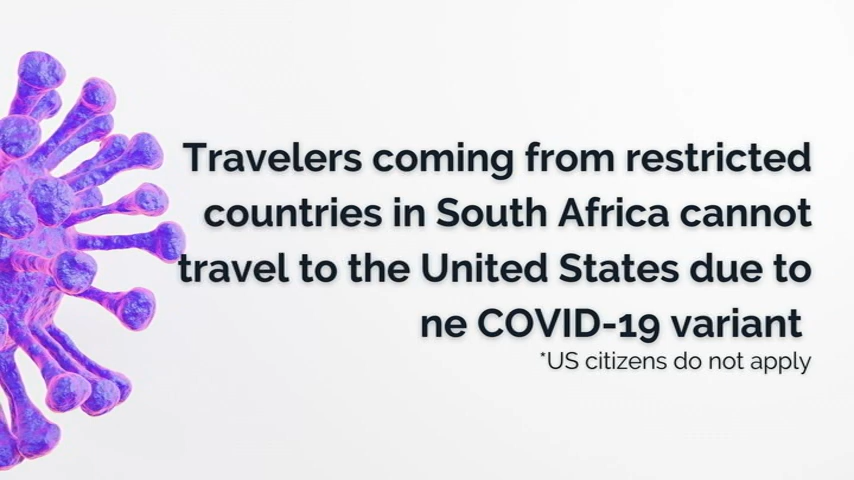 Travelers coming from restricted
countries in South Africa cannot
travel to the United States due to
ne COVID-19 variant
*US citizens do not apply